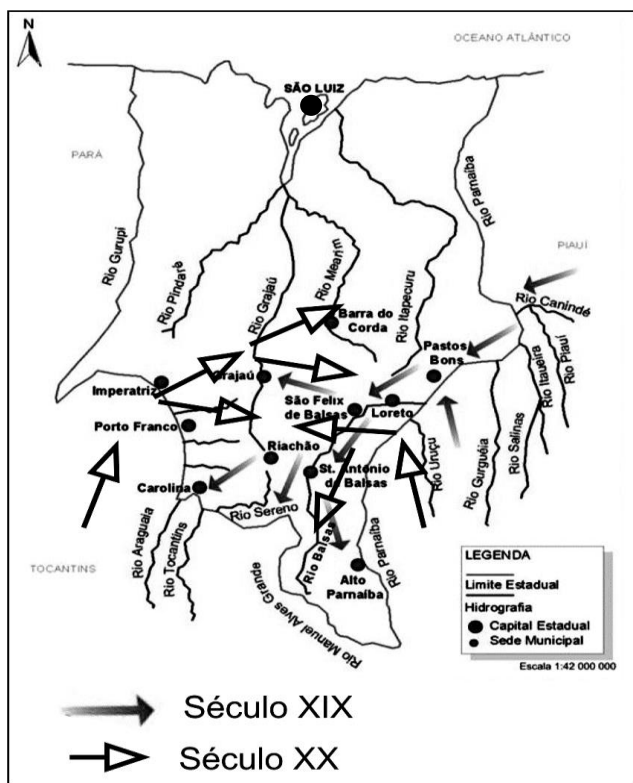 N
OCEANO ATLÂNTICO
SÃO LUIZ
PARÁ
Rio Gurupi
Rio Pindaré
Rio Grajaú
Rio Mearim
Rio Itapecuru
Rio Parnaíba
PIAUÍ
Rio Canindé
Barra do
Corda
Pastos
Bons
Rio Itaueira
Rio Piauí
Imperatriz
Grajaú
São Felix
de Balsas
Loreto
Porto Franco
Riachão
St. Antônio
de Balsas
Rio Uruçu
Rio Gurguéia
Rio Salinas
Carolina
Rio Sereno
Rio Araguaia
Rio Tocantins
Rio Balsas
Rio Parnaíba
TOCANTINS
Rio Manuel Alves Grande
Alto
Parnaíba
LEGENDA
Limite Estadual
Hidrografia
Capital Estadual
Sede Municipal
Escala 1:42 000 000
Século XIX
Século XX